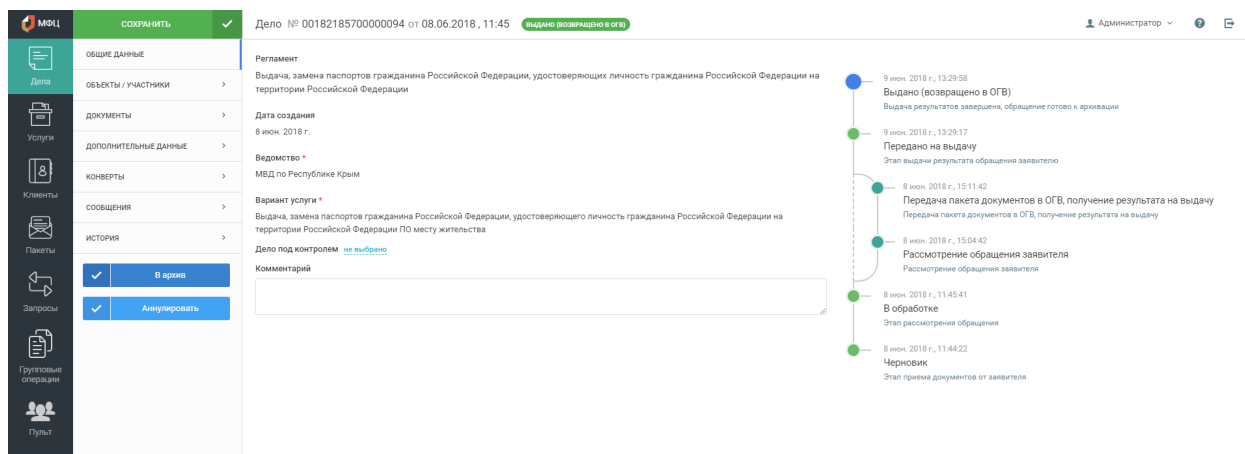 МФЦ
СОХРАНИТЬ
Дело № 00182185700000094 от 08.06.2018 , 11:45 ВЫДАНО (ВОЗВРАЩЕНО В ОГВ)
Администратор
Дела
Услуги
Клиенты
Пакеты
Запросы
Групповые
операции
Пульт
ОБЩИЕ ДАННЫЕ
ОБЪЕКТЫ / УЧАСТНИКИ
ДОКУМЕНТЫ
ДОПОЛНИТЕЛЬНЫЕ ДАННЫЕ
КОНВЕРТЫ
СООБЩЕНИЯ
ИСТОРИЯ
В архив
Аннулировать
Регламент
Выдача, замена паспортов гражданина Российской Федерации, удостоверяющих личность гражданина Российской Федерации на
территории Российской Федерации
Дата создания
8 июн. 2018 г.
Ведомство *
МВД по Республике Крым
Вариант услуги *
Выдача, замена паспортов гражданина Российской Федерации, удостоверяющего личность гражданина Российской Федерации на
территории Российской Федерации ПО месту жительства
Дело под контролем не выбрано
Комментарий
9 июн. 2018 г., 13:29:58
Выдано (возвращено в ОГВ)
Выдача результатов завершена, обращение готово к архивации
9 июн. 2018 г., 13:29:17
Передано на выдачу
Этап выдачи результата обращения заявителю
8 июн. 2018 г., 15:11:42
Передача пакета документов в ОГВ, получение результата на выдачу
Передача пакета документов в ОГВ, получение результата на выдачу
8 июн. 2018 г., 15:04:42
Рассмотрение обращения заявителя
Рассмотрение обращения заявителя
8 июн. 2018 г., 11:45:41
В обработке
Этап рассмотрения обращения
8 июн. 2018 г., 11:44:22
Черновик
Этап приема документов от заявителя